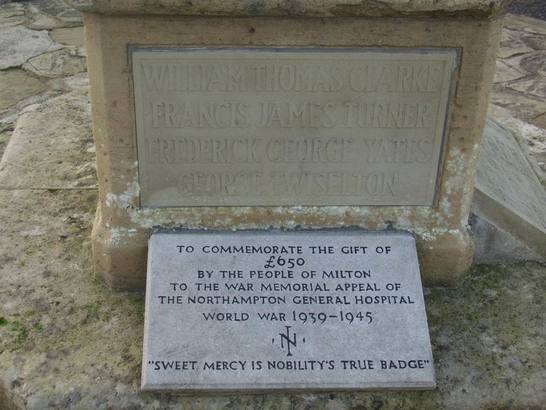 WILLIAM THOMAS CLARKE
FRANCIS JAMES TURNER
FREDERICK GEORGE YATES
GEORGE TWISELTON
TO COMMEMORATE THE GIFT OF
£650
BY THE PEOPLE OF MILTON
TO THE WAR MEMORIAL APPEAL OF
THE NORTHAMPTON GENERAL HOSPITAL
WORLD WAR 1939-1945
"SWEET MERCY IS NOBILITY'S TRUE BADGE"